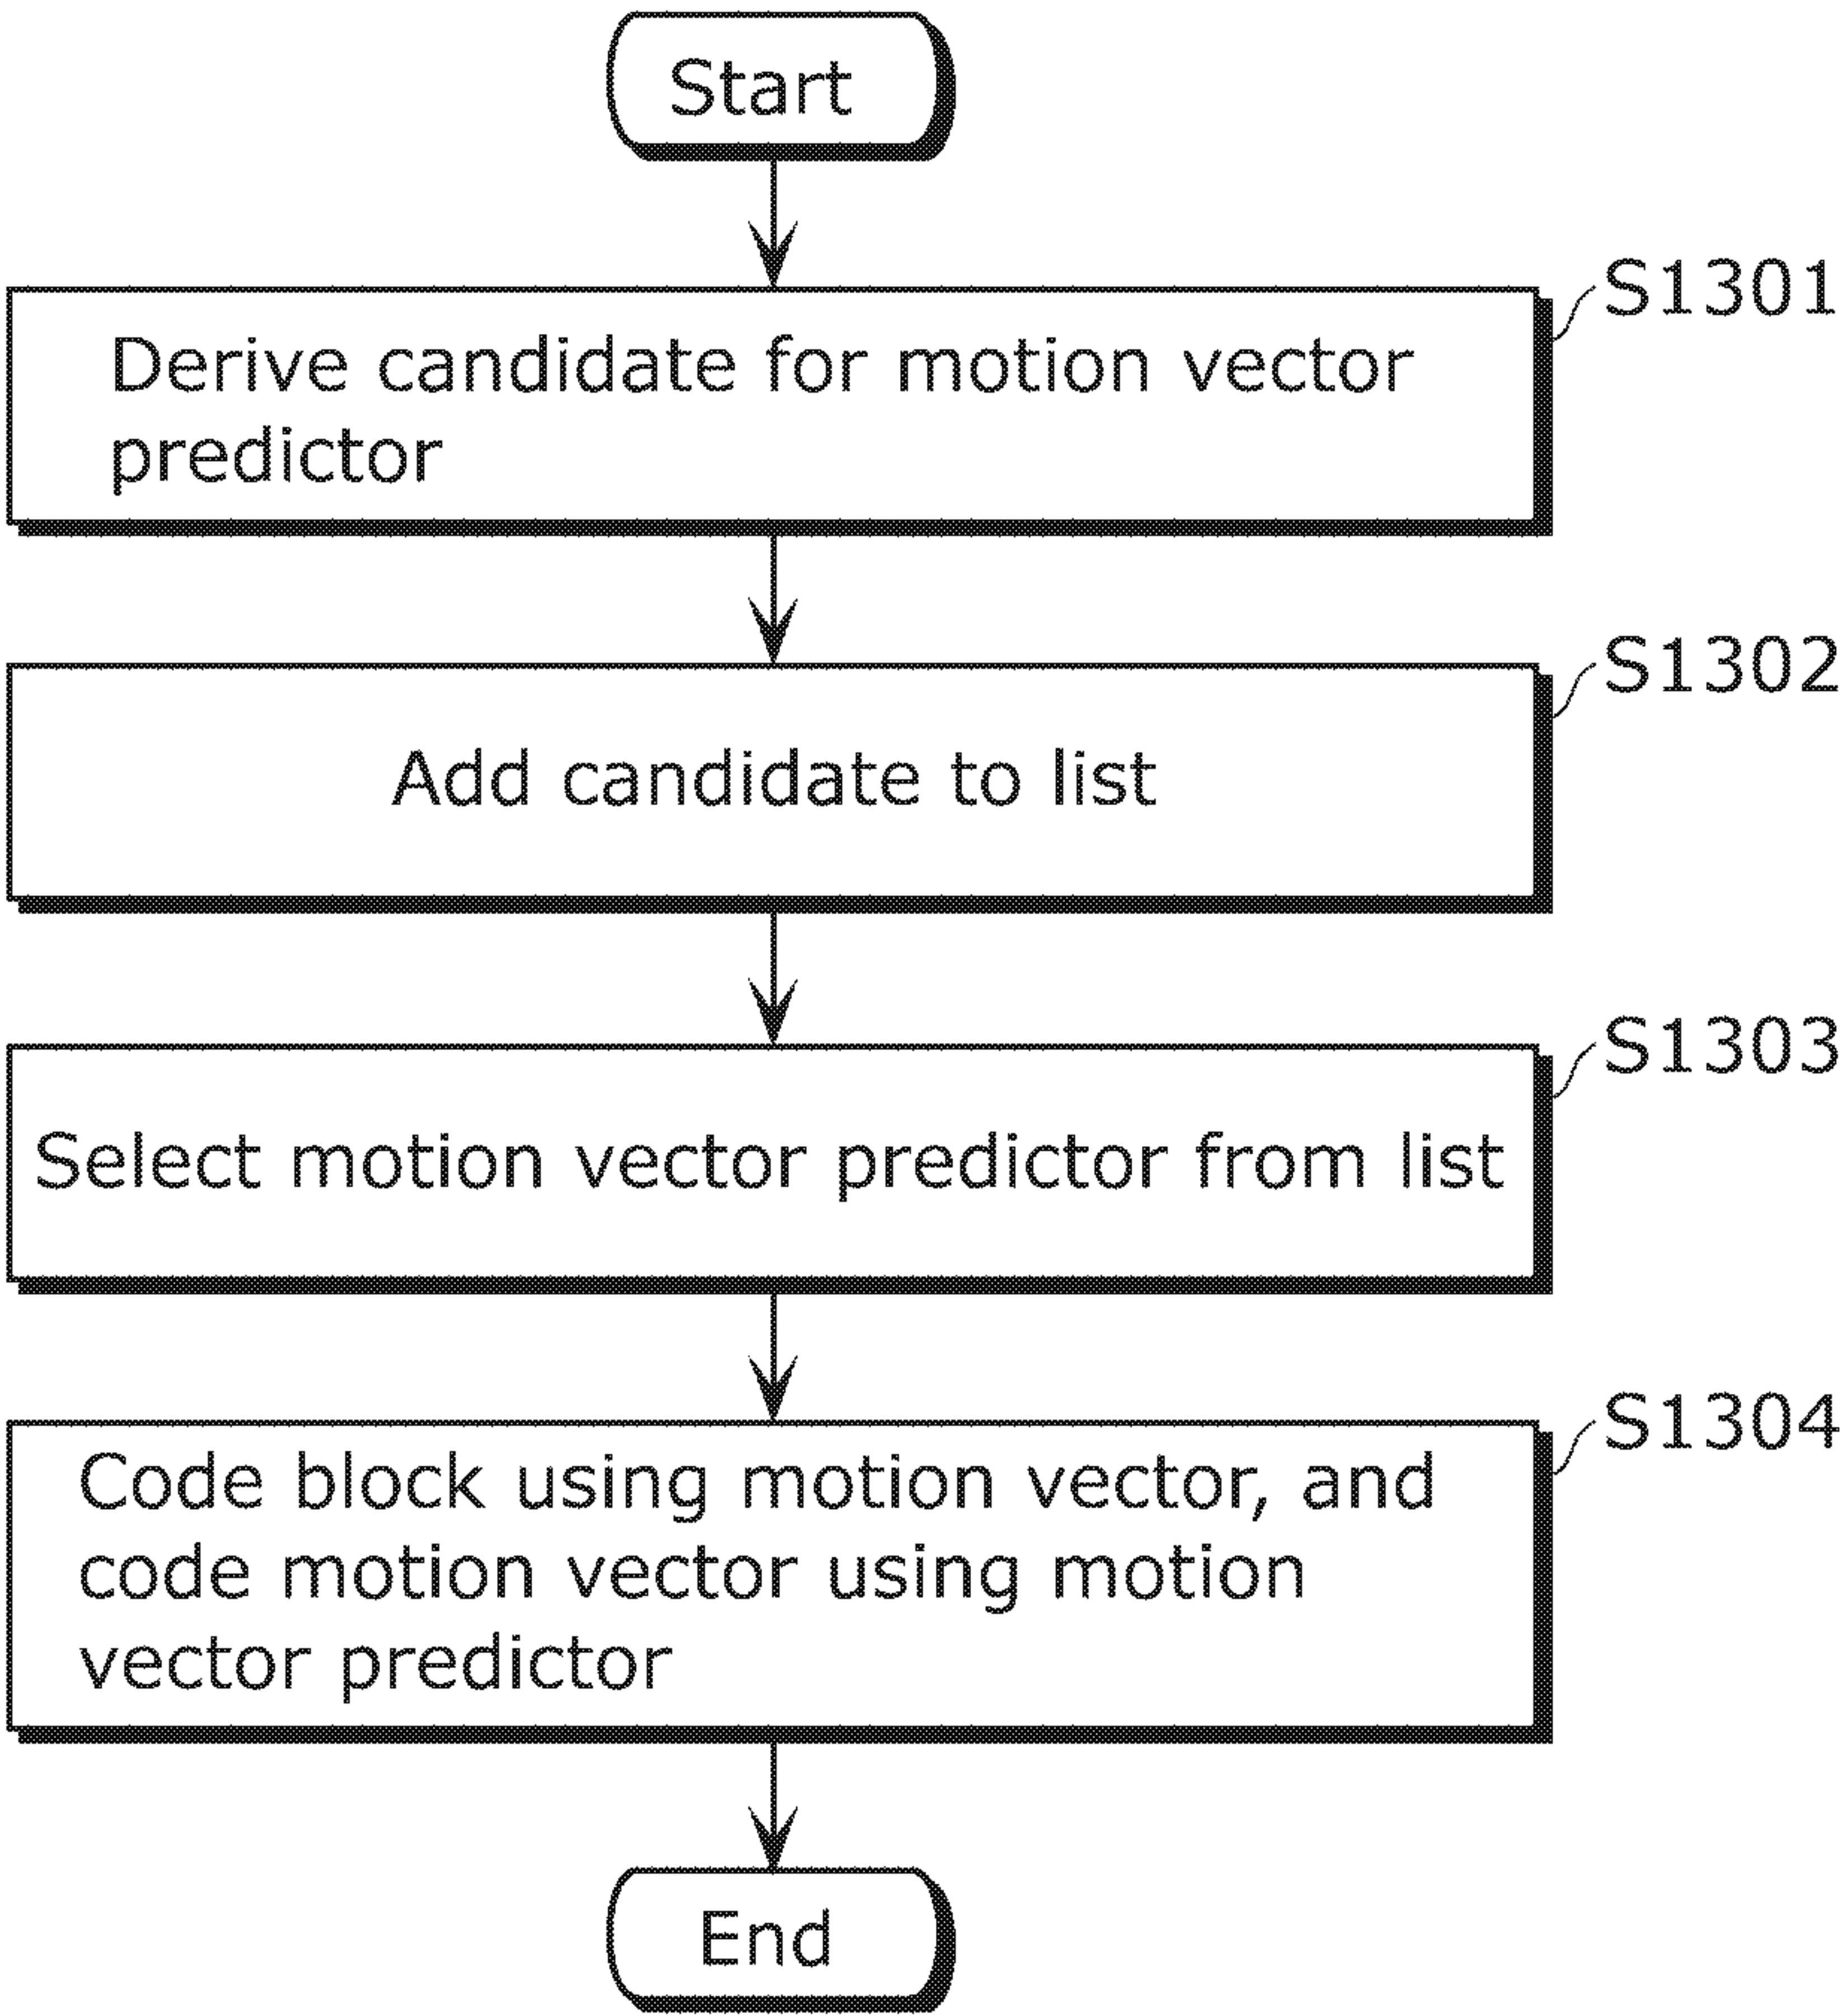 Start
S1301
Derive candidate for motion vector
predictor
S1302
Add candidate to list
S1303
Select motion vector predictor from list
S1304
Code block using motion vector, and
code motion vector using motion
vector predictor
End